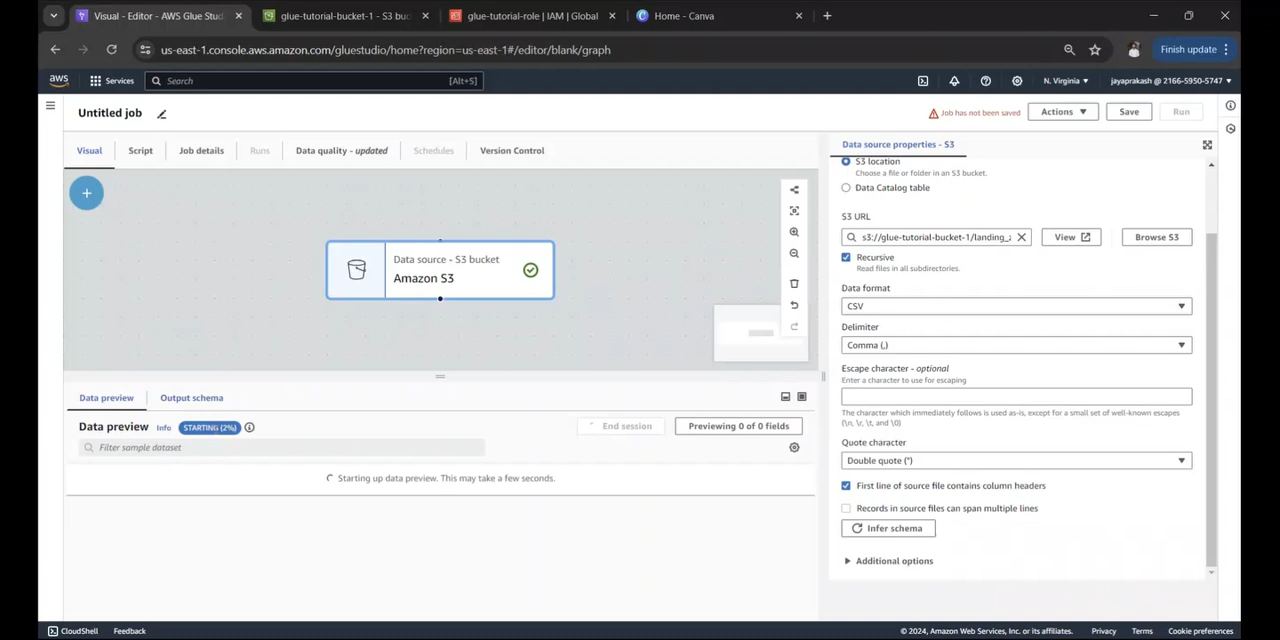 Visual - Editor - AWS Glue Stud
glue-tutorial-bucket-1 - S3 buc
glue-tutorial-role | IAM | Global
Home - Canva
us-east-1.console.aws.amazon.com/gluestudio/home?region=us-east-1#/editor/blank/graph
Finish update
aws
Services
Search
[Alt+S]
N. Virginia
jayaprakash @ 2166-5950-5747
Untitled job
Job has not been saved
Actions
Save
Run
Visual
Script
Job details
Runs
Data quality - updated
Schedules
Version Control
Data source properties - S3
S3 location
Choose a file or folder in an S3 bucket.
Data Catalog table
S3 URL
s3://glue-tutorial-bucket-1/landing_
View
Browse S3
Recursive
Read files in all subdirectories.
Data format
CSV
Delimiter
Comma (,)
Escape character - optional
Enter a character to use for escaping
The character which immediately follows is used as-is, except for a small set of well-known escapes
(\n, \r, \t, and \0)
Quote character
Double quote (")
First line of source file contains column headers
Records in source files can span multiple lines
Infer schema
Additional options
Data source - S3 bucket
Amazon S3
Data preview
Output schema
Data preview
Info
STARTING (2%)
End session
Previewing 0 of 0 fields
Filter sample dataset
Starting up data preview. This may take a few seconds.
CloudShell
Feedback
© 2024, Amazon Web Services, Inc. or its affiliates.
Privacy
Terms
Cookie preferences